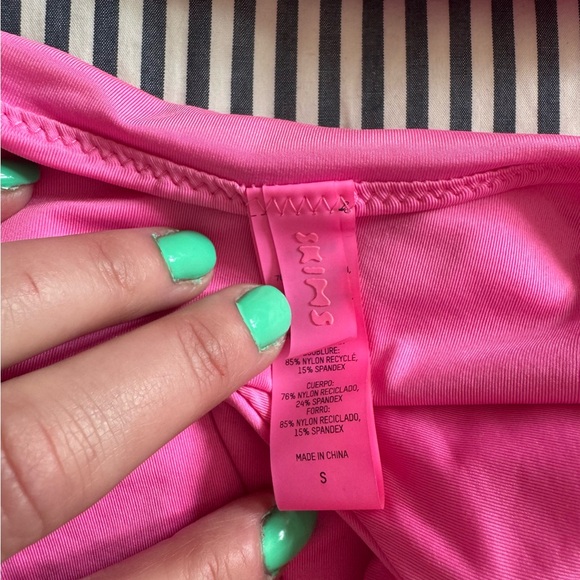 SKIMS
DOUBLURE:
85% NYLON RECYCLÉ,
15% SPANDEX
CUERPO:
76% NYLON RECICLADO,
24% SPANDEX
FORRO:
85% NYLON RECICLADO,
15% SPANDEX
MADE IN CHINA
S